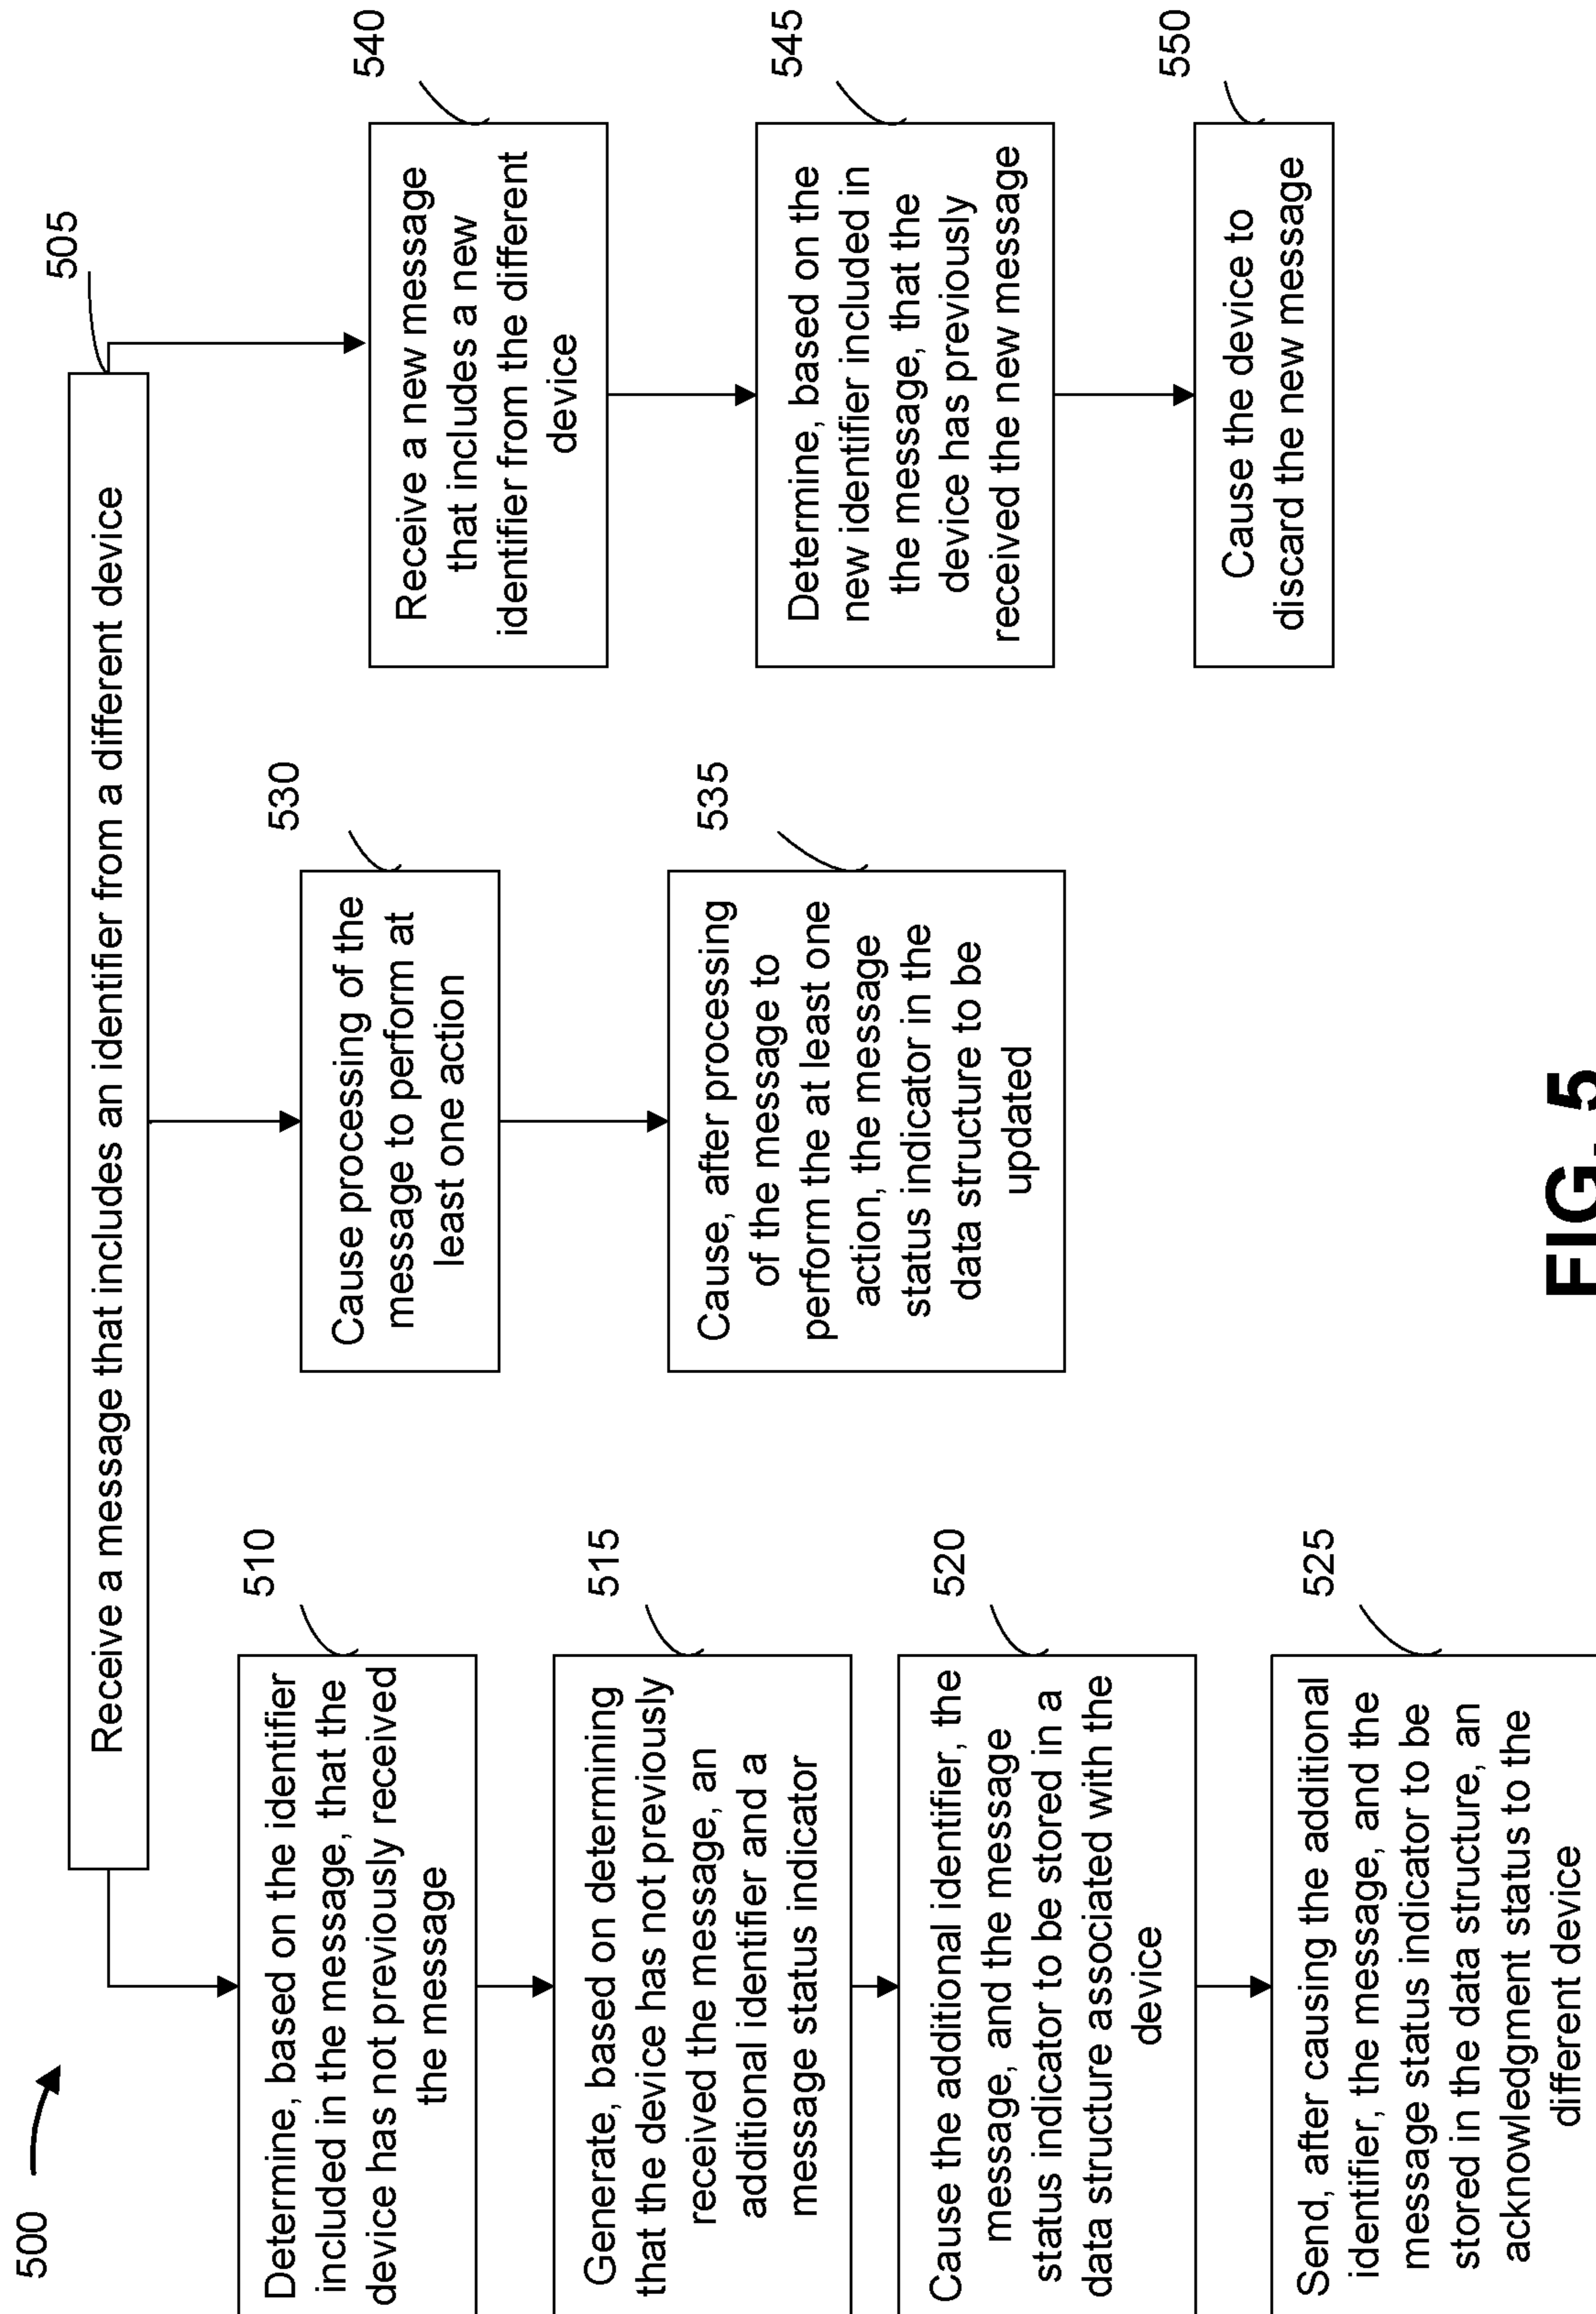 500
505
Receive a message that includes an identifier from a different device
510
Determine, based on the identifier
included in the message, that the
device has not previously received
the message
515
Generate, based on determining
that the device has not previously
received the message, an
additional identifier and a
message status indicator
520
Cause the additional identifier, the
message, and the message
status indicator to be stored in a
data structure associated with the
device
525
Send, after causing the additional
identifier, the message, and the
message status indicator to be
stored in the data structure, an
acknowledgment status to the
different device
530
Cause processing of the
message to perform at
least one action
535
Cause, after processing
of the message to
perform the at least one
action, the message
status indicator in the
data structure to be
updated
540
Receive a new message
that includes a new
identifier from the different
device
545
Determine, based on the
new identifier included in
the message, that the
device has previously
received the new message
550
Cause the device to
discard the new message
FIG. 5